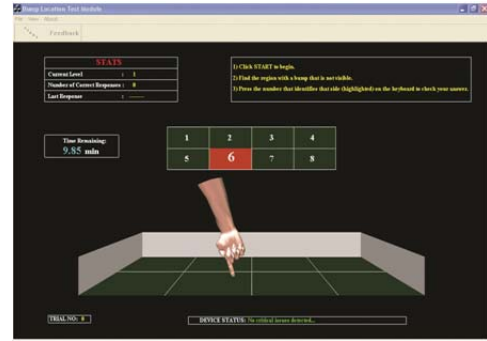 Bump Location Test Module
File View About
Feedback
STATS
Current Level : 1
Number of Correct Responses : 0
Last Response : -------
1) Click START to begin.
2) Find the region with a bump that is not visible.
3) Press the number that identifies that side (highlighted) on the keyboard to check your answer.
Time Remaining:
9.85 min
1 2 3 4
5 6 7 8
TRIAL NO: 0
DEVICE STATUS: No critical issues detected...